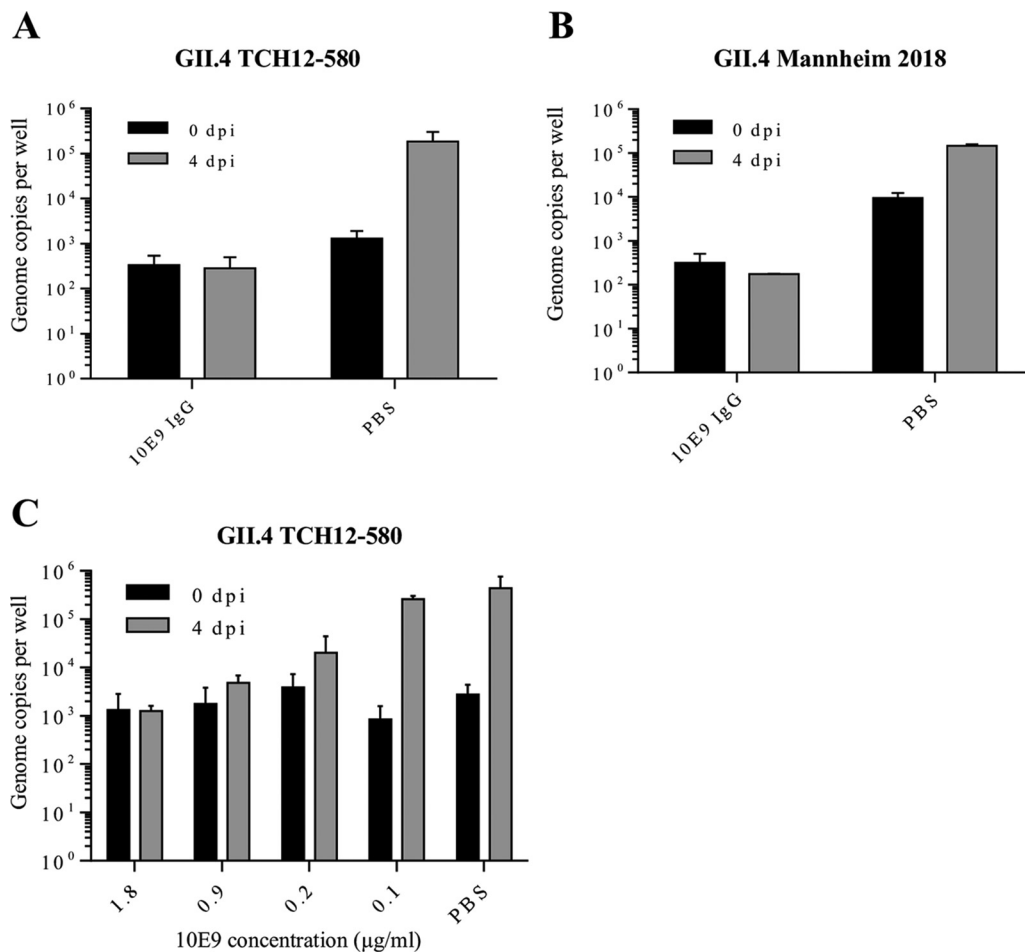 A
GII.4 TCH12-580
Genome copies per well
10^6
10^5
10^4
10^3
10^2
10^1
10^0
0 dpi
4 dpi
10E9 IgG
PBS
B
GII.4 Mannheim 2018
Genome copies per well
10^6
10^5
10^4
10^3
10^2
10^1
10^0
0 dpi
4 dpi
10E9 IgG
PBS
C
GII.4 TCH12-580
Genome copies per well
10^6
10^5
10^4
10^3
10^2
10^1
10^0
0 dpi
4 dpi
1.8
0.9
0.2
0.1
PBS
10E9 concentration (µg/ml)